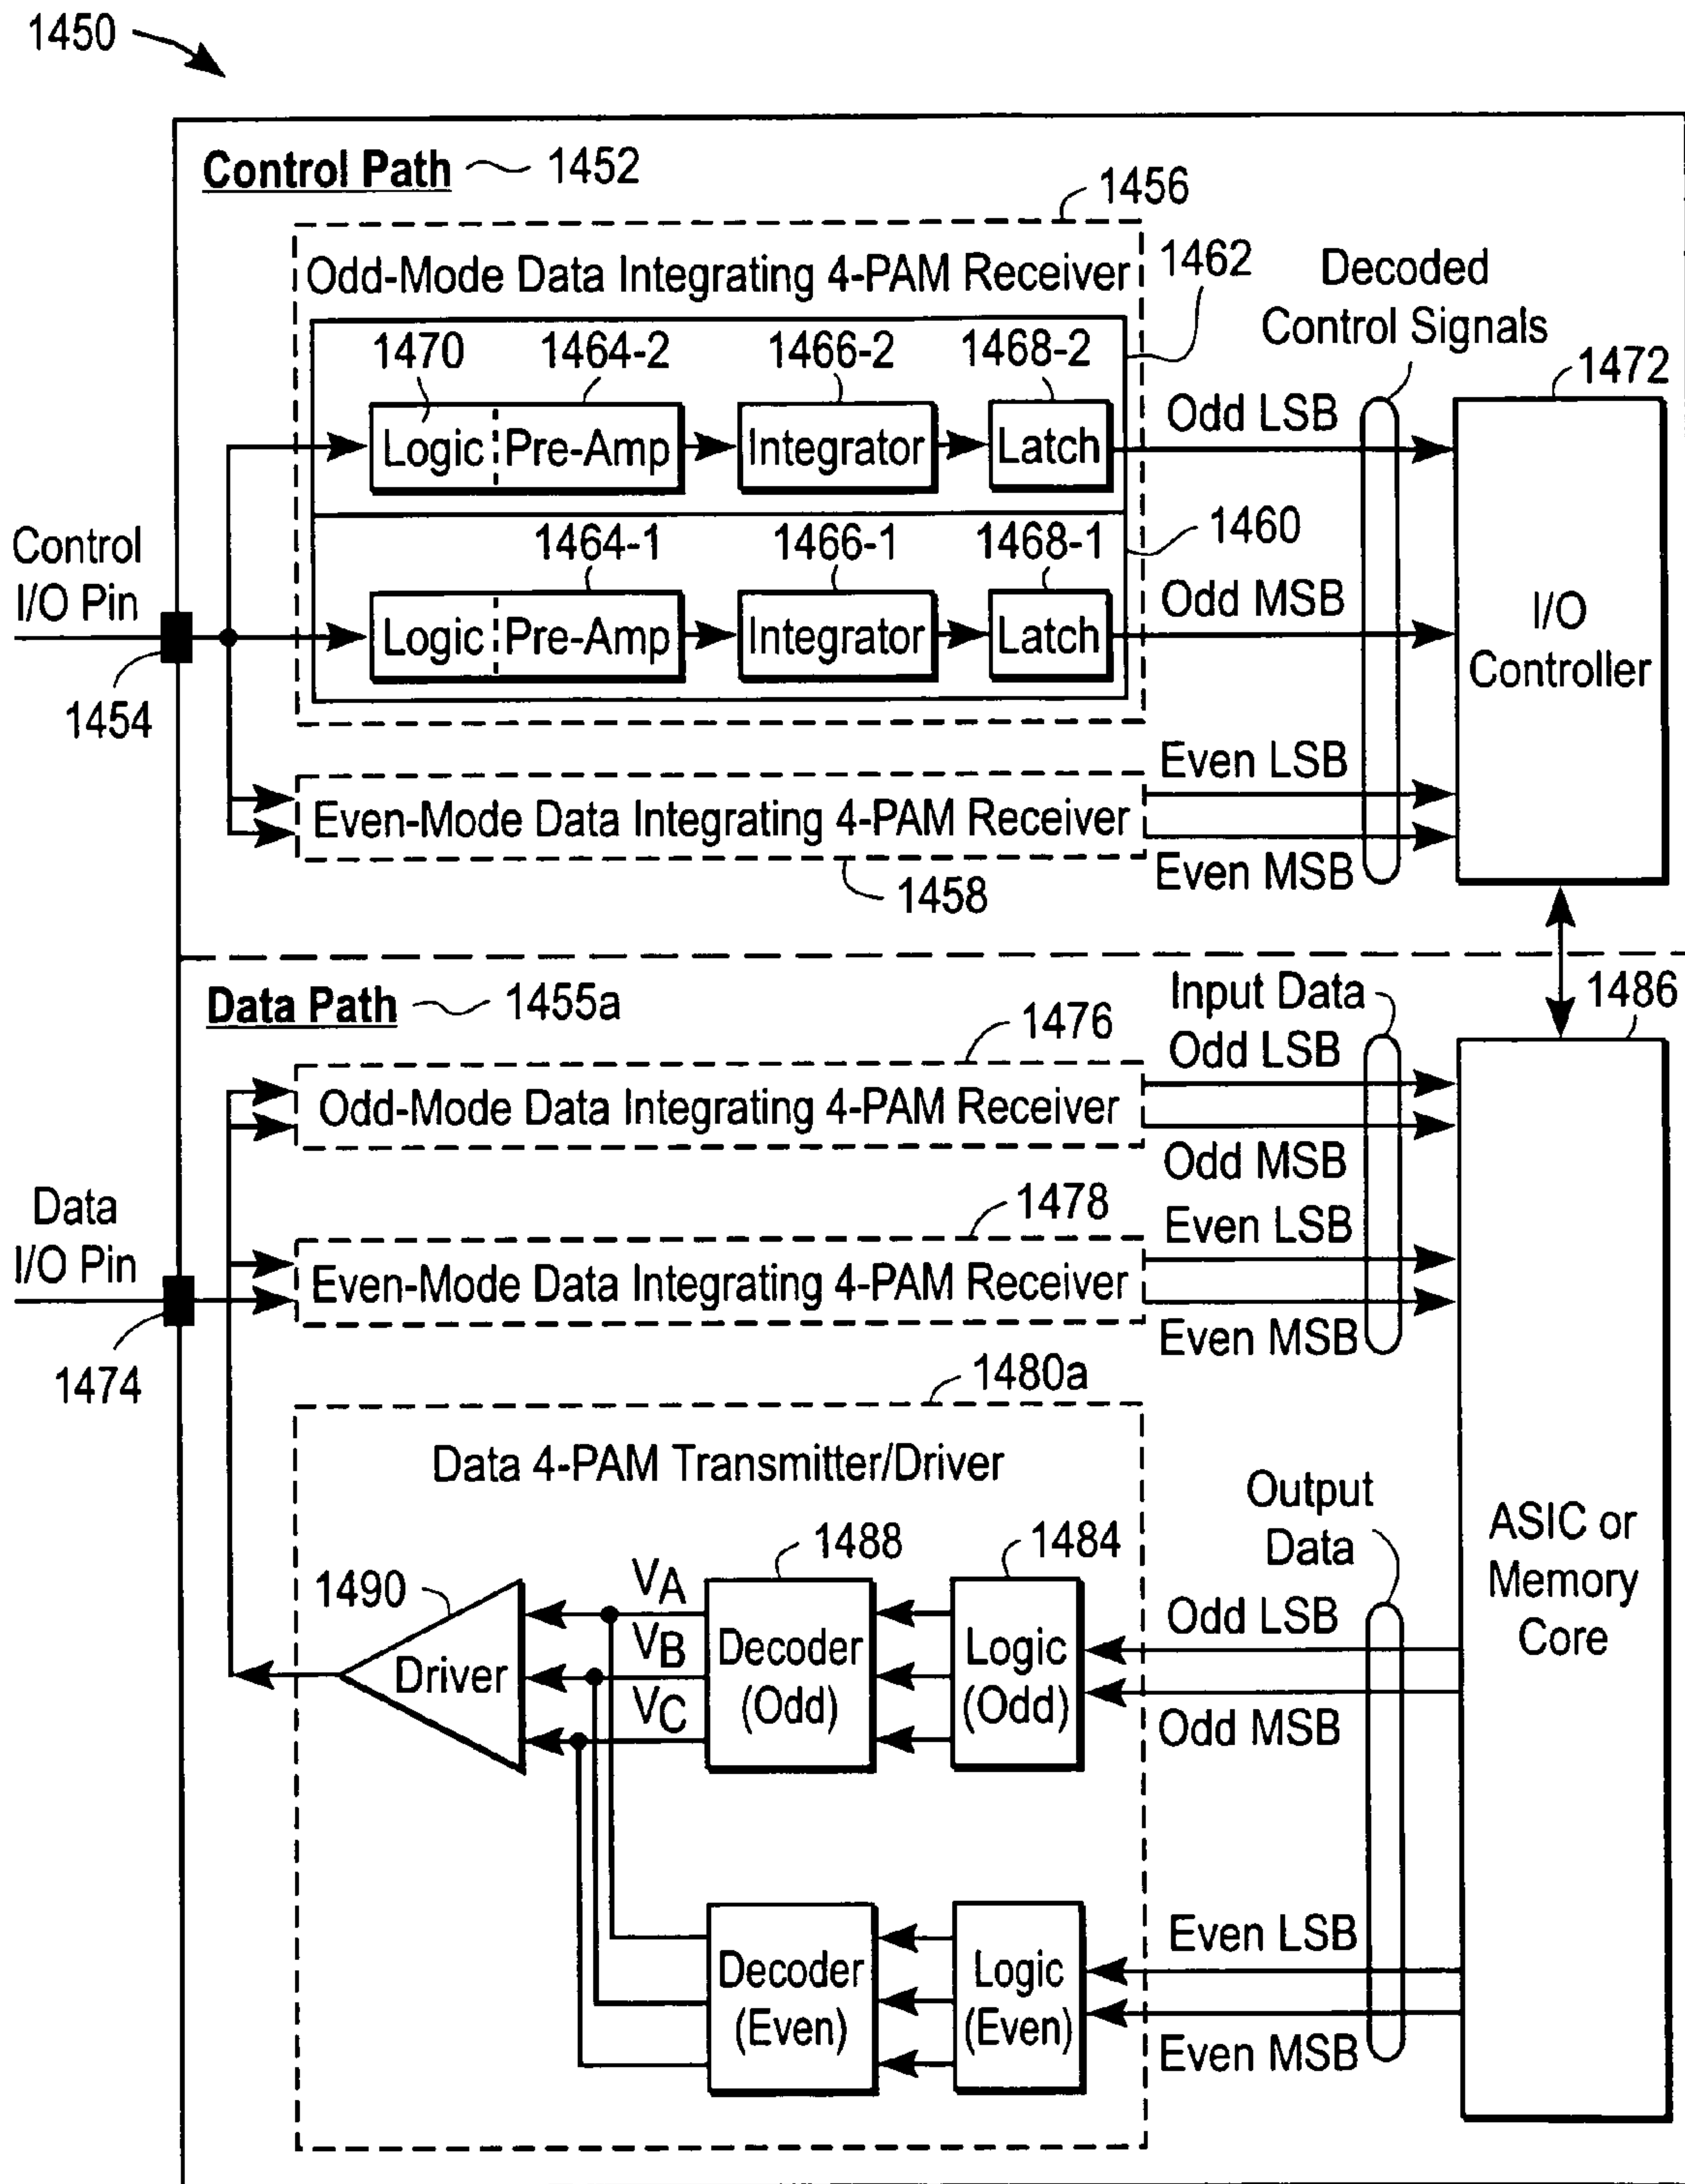 1450
Control Path 1452
1456
Odd-Mode Data Integrating 4-PAM Receiver
1462
Decoded
Control Signals
1470
1464-2
1466-2
1468-2
1472
Logic
Pre-Amp
Integrator
Latch
Odd LSB
Control
I/O Pin
1464-1
1466-1
1468-1
1460
Logic
Pre-Amp
Integrator
Latch
Odd MSB
I/O
Controller
1454
Even-Mode Data Integrating 4-PAM Receiver
Even LSB
Even MSB
1458
Data Path 1455a
1476
Input Data
1486
Odd-Mode Data Integrating 4-PAM Receiver
Odd LSB
Odd MSB
Data
I/O Pin
1478
Even-Mode Data Integrating 4-PAM Receiver
Even LSB
Even MSB
1474
1480a
Data 4-PAM Transmitter/Driver
Output
Data
ASIC or
Memory
Core
1490
1488
1484
VA
VB
VC
Driver
Decoder
(Odd)
Logic
(Odd)
Odd LSB
Odd MSB
Decoder
(Even)
Logic
(Even)
Even LSB
Even MSB